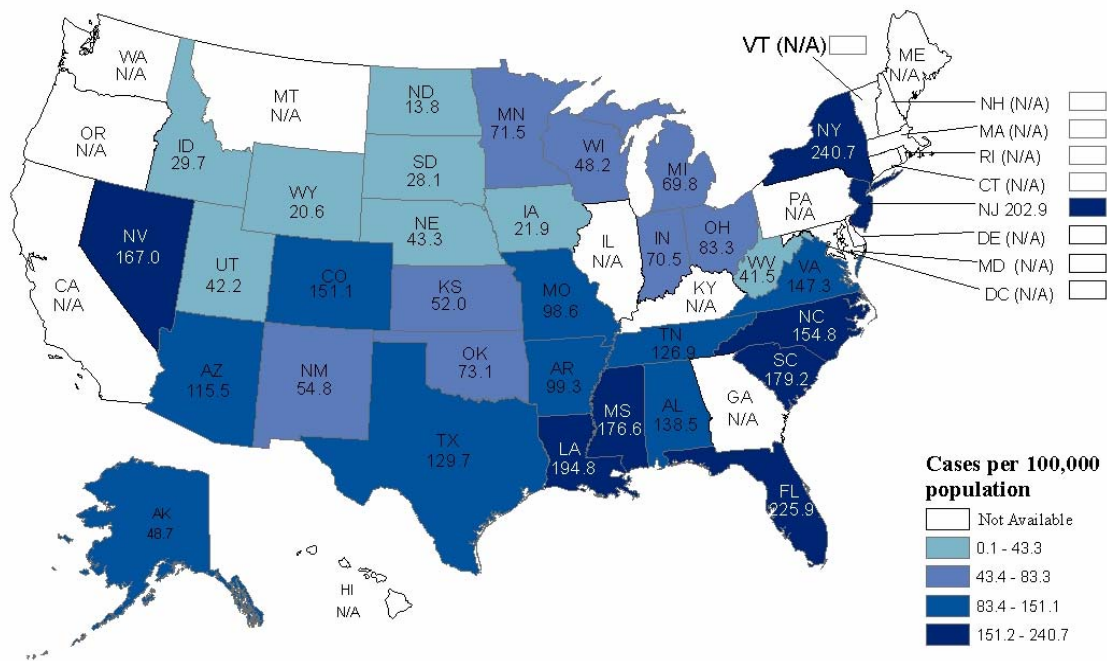 WA
N/A
OR
N/A
CA
N/A
NV
167.0
ID
29.7
MT
N/A
WY
20.6
UT
42.2
AZ
115.5
CO
151.1
NM
54.8
ND
13.8
SD
28.1
NE
43.3
KS
52.0
OK
73.1
TX
129.7
MN
71.5
IA
21.9
MO
98.6
AR
99.3
LA
194.8
WI
48.2
IL
N/A
MI
69.8
IN
70.5
OH
83.3
KY
N/A
TN
126.9
MS
176.6
AL
138.5
GA
N/A
FL
225.9
SC
179.2
NC
154.8
VA
147.3
WV
41.5
PA
N/A
NY
240.7
VT (N/A)
ME
N/A
NH (N/A)
MA (N/A)
RI (N/A)
CT (N/A)
NJ 202.9
DE (N/A)
MD (N/A)
DC (N/A)
AK
48.7
HI
N/A
Cases per 100,000
population
Not Available
0.1 - 43.3
43.4 - 83.3
83.4 - 151.1
151.2 - 240.7